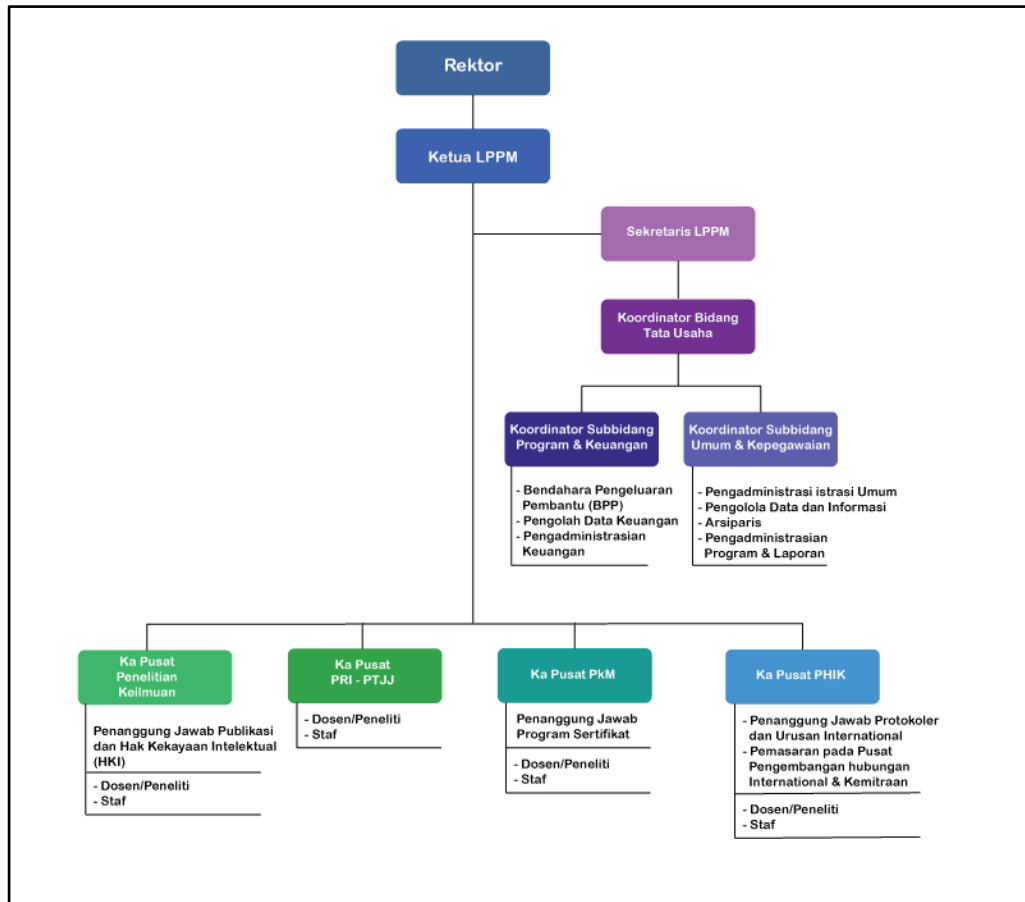 Rektor
Ketua LPPM
Sekretaris LPPM
Koordinator Bidang
Tata Usaha
Koordinator Subbidang
Program & Keuangan
- Bendahara Pengeluaran
Pembantu (BPP)
- Pengolah Data Keuangan
- Pengadministrasian
Keuangan
Koordinator Subbidang
Umum & Kepegawaian
- Pengadministrasi istrasi Umum
- Pengolola Data dan Informasi
- Arsiparis
- Pengadministrasian
Program & Laporan
Ka Pusat
Penelitian
Keilmuan
Penanggung Jawab Publikasi
dan Hak Kekayaan Intelektual
(HKI)
- Dosen/Peneliti
- Staf
Ka Pusat
PRI - PTJJ
- Dosen/Peneliti
- Staf
Ka Pusat PkM
Penanggung Jawab
Program Sertifikat
- Dosen/Peneliti
- Staf
Ka Pusat PHIK
- Penanggung Jawab Protokoler
dan Urusan International
- Pemasaran pada Pusat
Pengembangan hubungan
International & Kemitraan
- Dosen/Peneliti
- Staf